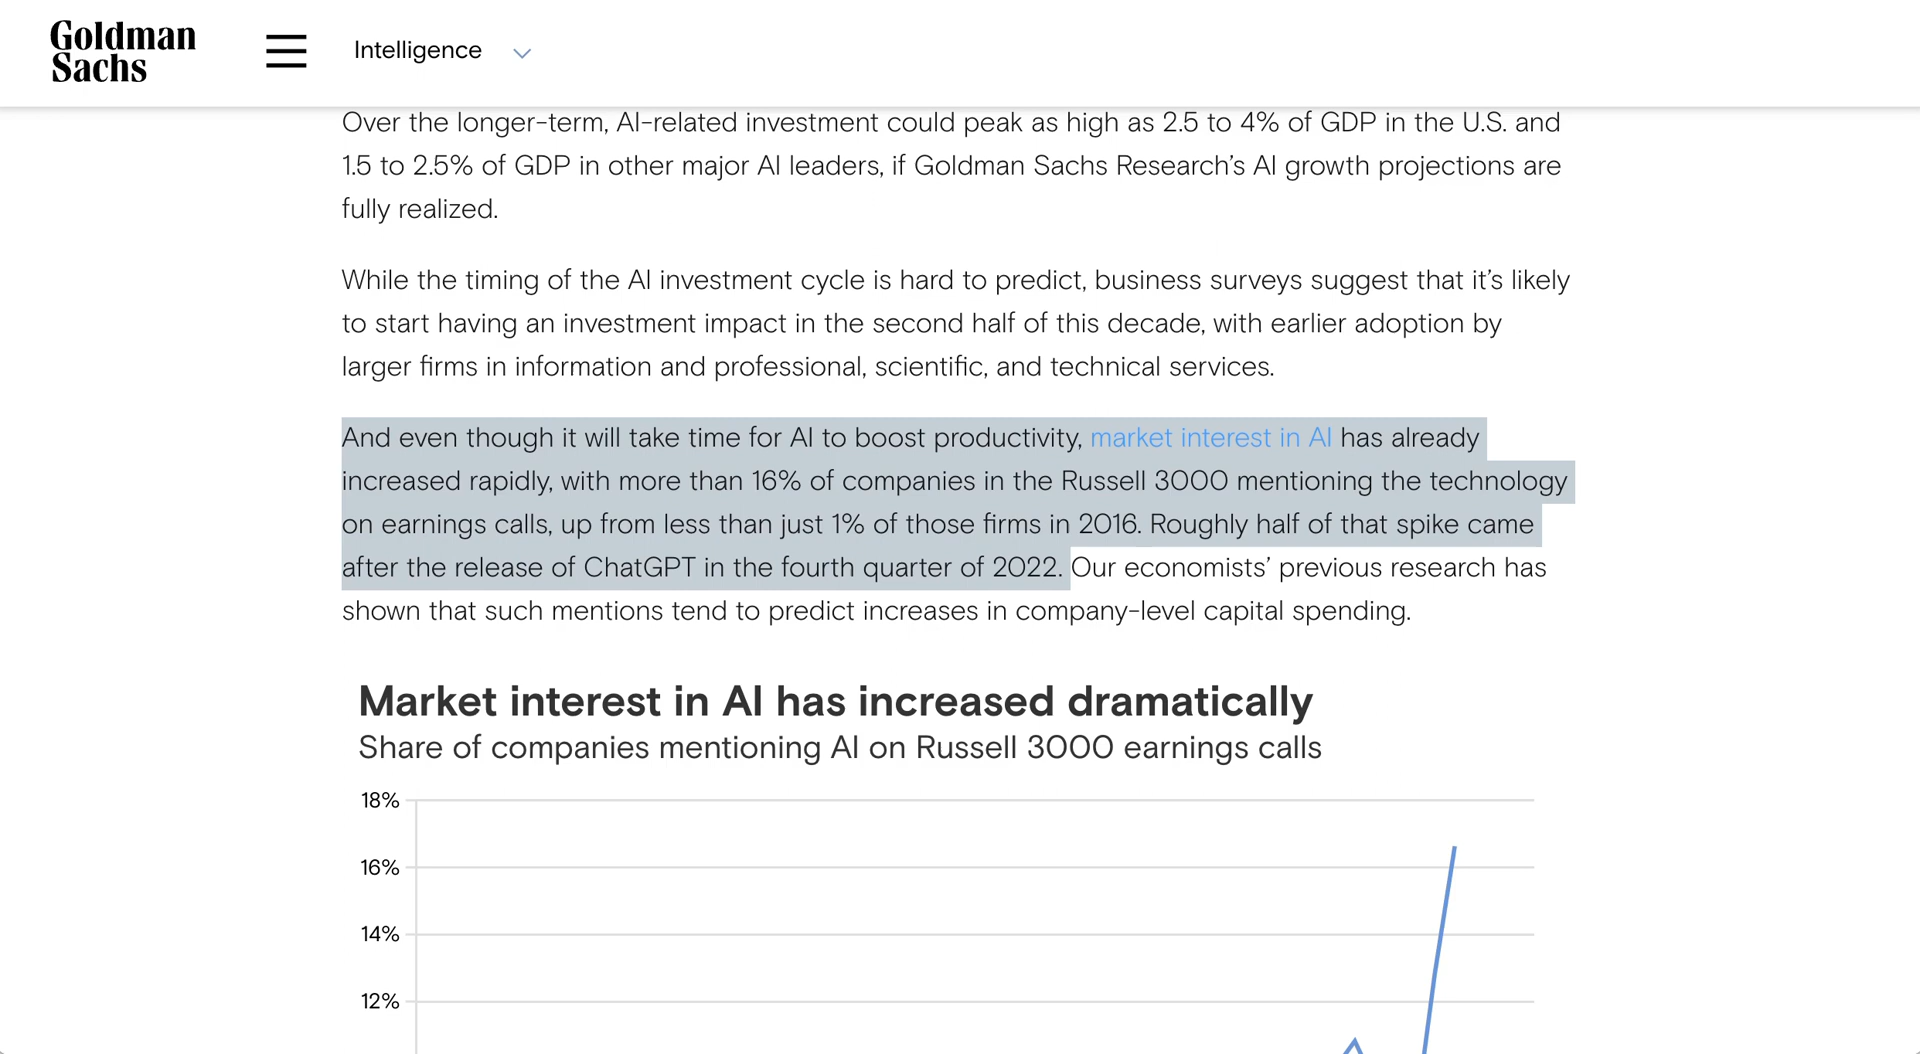 Goldman
Sachs
Intelligence
Over the longer-term, AI-related investment could peak as high as 2.5 to 4% of GDP in the U.S. and
1.5 to 2.5% of GDP in other major AI leaders, if Goldman Sachs Research’s AI growth projections are
fully realized.
While the timing of the AI investment cycle is hard to predict, business surveys suggest that it’s likely
to start having an investment impact in the second half of this decade, with earlier adoption by
larger firms in information and professional, scientific, and technical services.
And even though it will take time for AI to boost productivity, market interest in AI has already
increased rapidly, with more than 16% of companies in the Russell 3000 mentioning the technology
on earnings calls, up from less than just 1% of those firms in 2016. Roughly half of that spike came
after the release of ChatGPT in the fourth quarter of 2022. Our economists’ previous research has
shown that such mentions tend to predict increases in company-level capital spending.
Market interest in AI has increased dramatically
Share of companies mentioning AI on Russell 3000 earnings calls
18%
16%
14%
12%